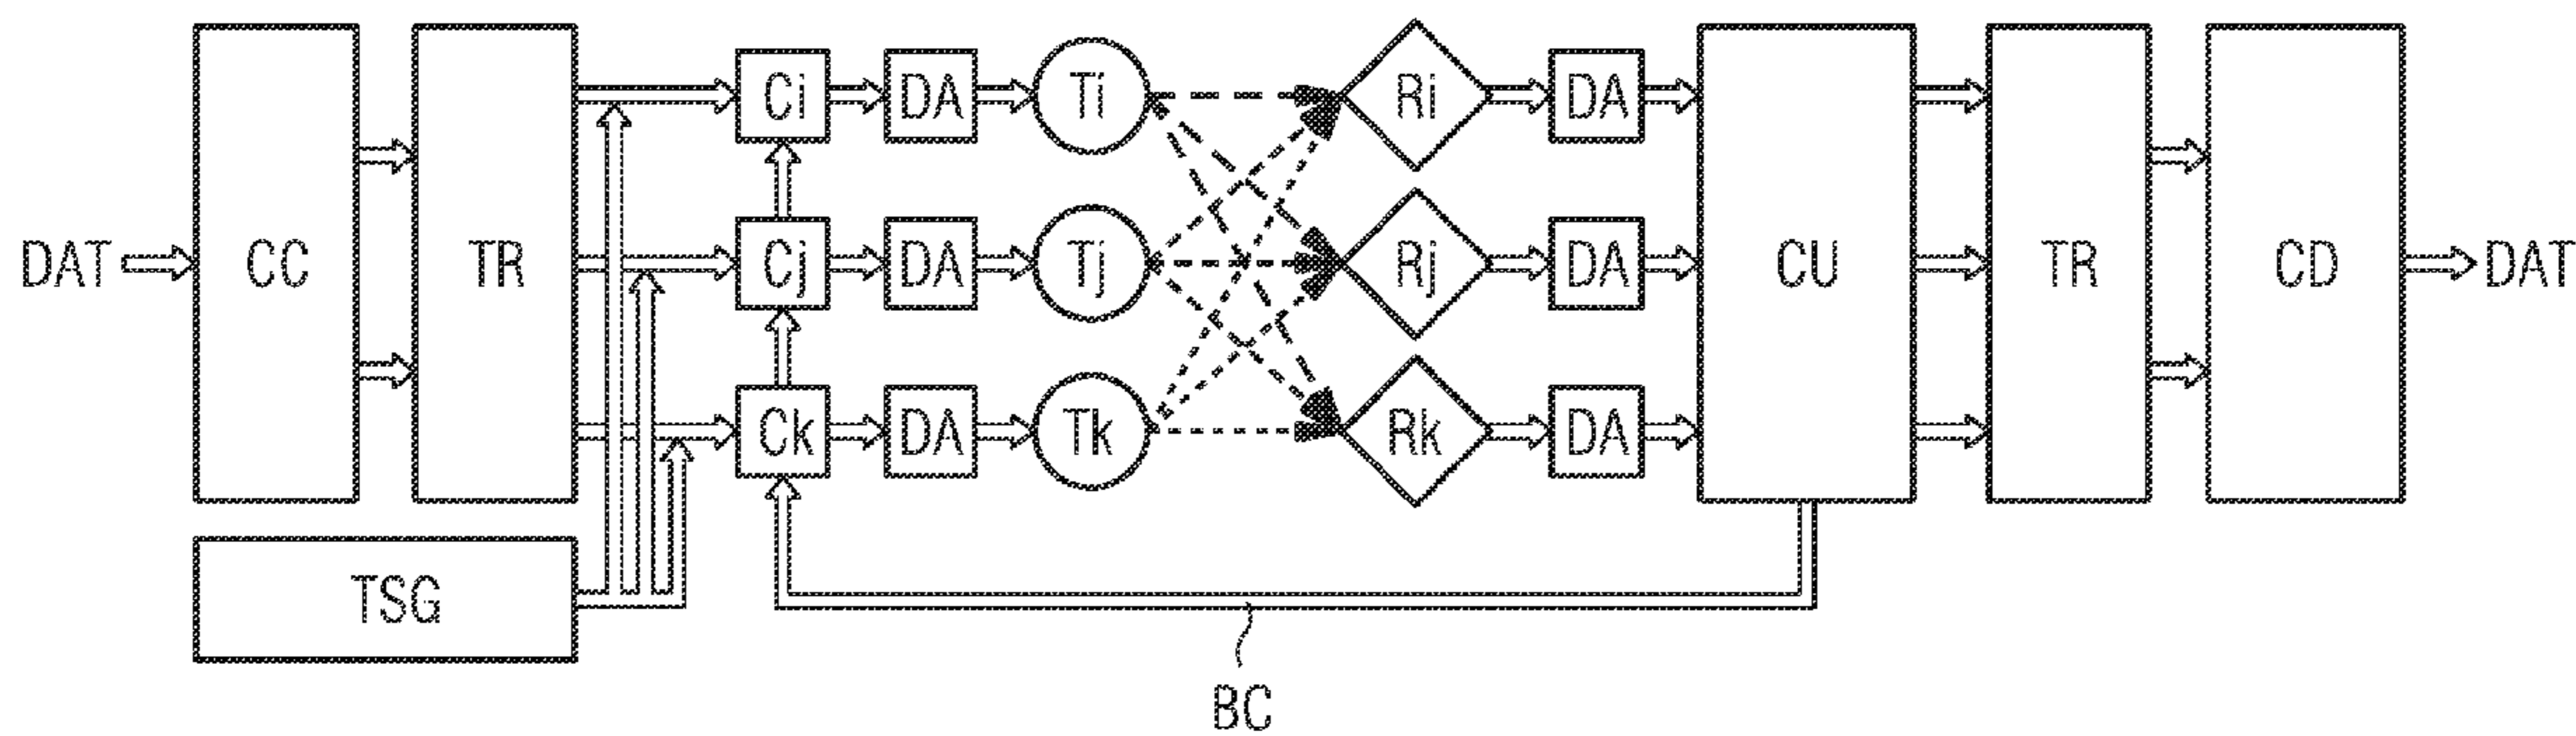 Ci DA Ti Ri DA
DAT CC TR Cj DA Tj Rj DA CU TR CD DAT
Ck DA Tk Rk DA
TSG
BC